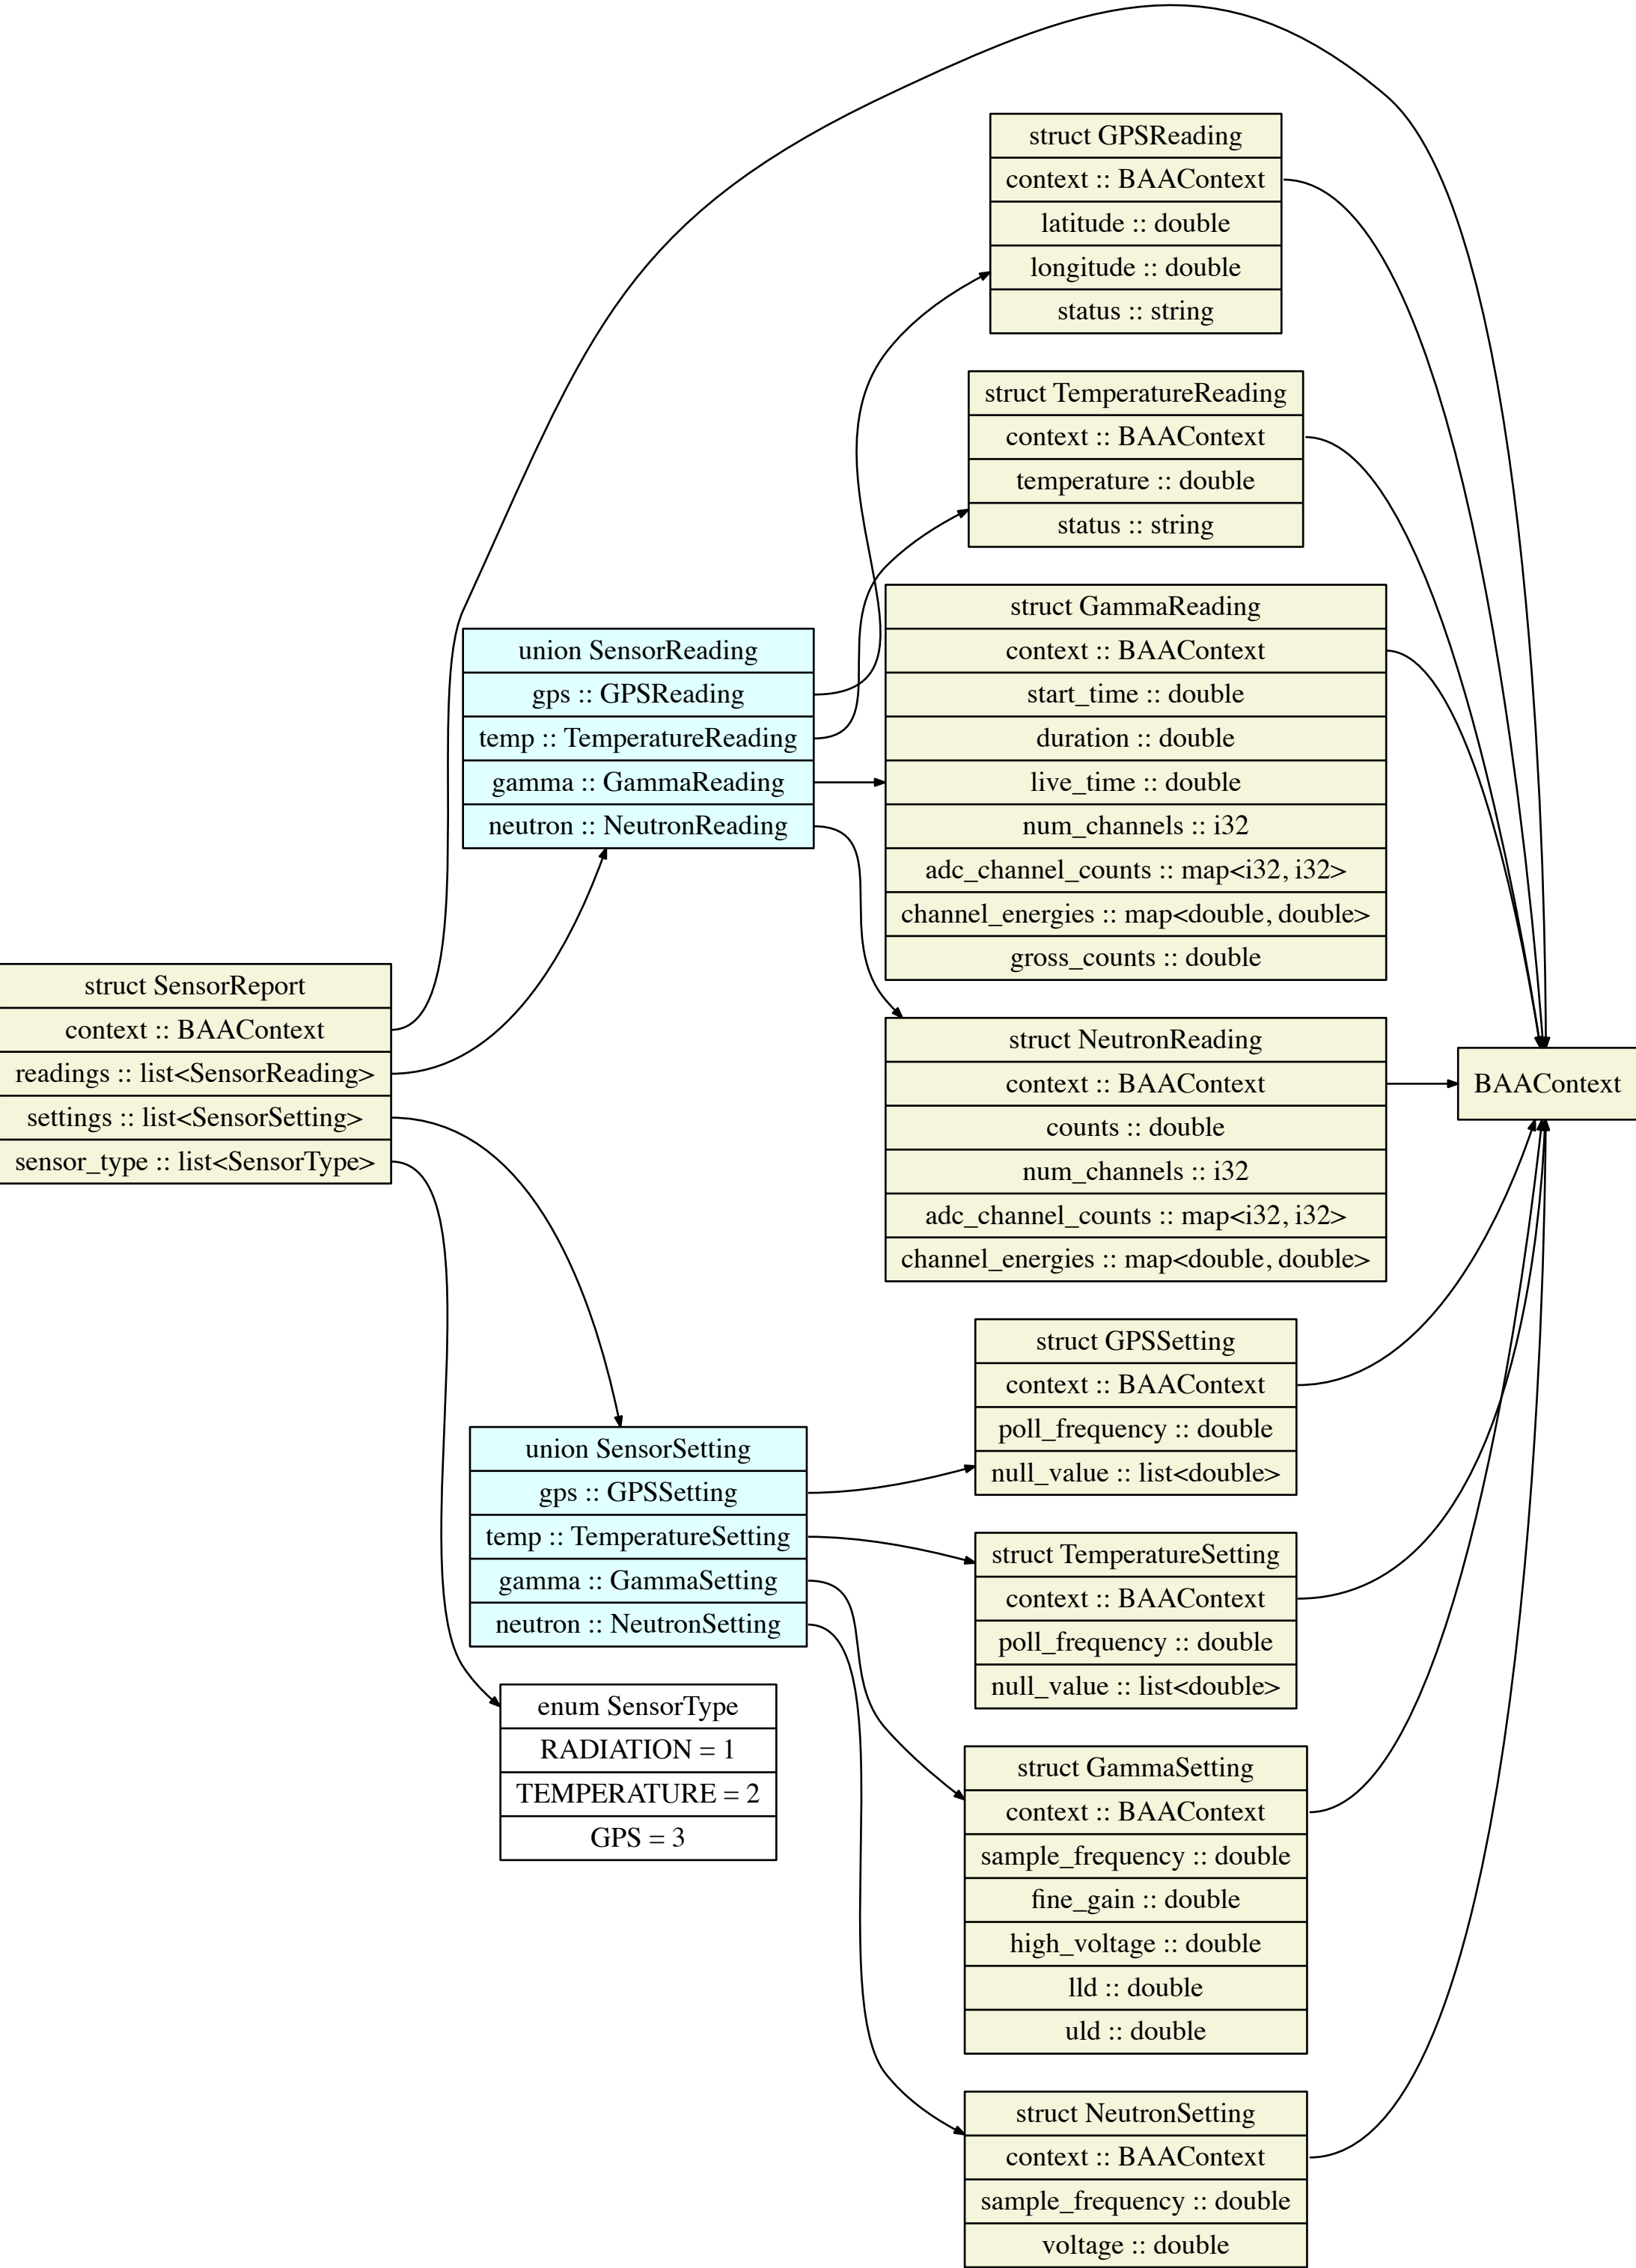 struct GPSReading
context :: BAAContext
latitude :: double
longitude :: double
status :: string
struct TemperatureReading
context :: BAAContext
temperature :: double
status :: string
union SensorReading
gps :: GPSReading
temp :: TemperatureReading
gamma :: GammaReading
neutron :: NeutronReading
struct GammaReading
context :: BAAContext
start_time :: double
duration :: double
live_time :: double
num_channels :: i32
adc_channel_counts :: map<i32, i32>
channel_energies :: map<double, double>
gross_counts :: double
struct SensorReport
context :: BAAContext
readings :: list<SensorReading>
settings :: list<SensorSetting>
sensor_type :: list<SensorType>
struct NeutronReading
context :: BAAContext
counts :: double
num_channels :: i32
adc_channel_counts :: map<i32, i32>
channel_energies :: map<double, double>
BAAContext
struct GPSSetting
context :: BAAContext
poll_frequency :: double
null_value :: list<double>
union SensorSetting
gps :: GPSSetting
temp :: TemperatureSetting
gamma :: GammaSetting
neutron :: NeutronSetting
struct TemperatureSetting
context :: BAAContext
poll_frequency :: double
null_value :: list<double>
enum SensorType
RADIATION = 1
TEMPERATURE = 2
GPS = 3
struct GammaSetting
context :: BAAContext
sample_frequency :: double
fine_gain :: double
high_voltage :: double
lld :: double
uld :: double
struct NeutronSetting
context :: BAAContext
sample_frequency :: double
voltage :: double